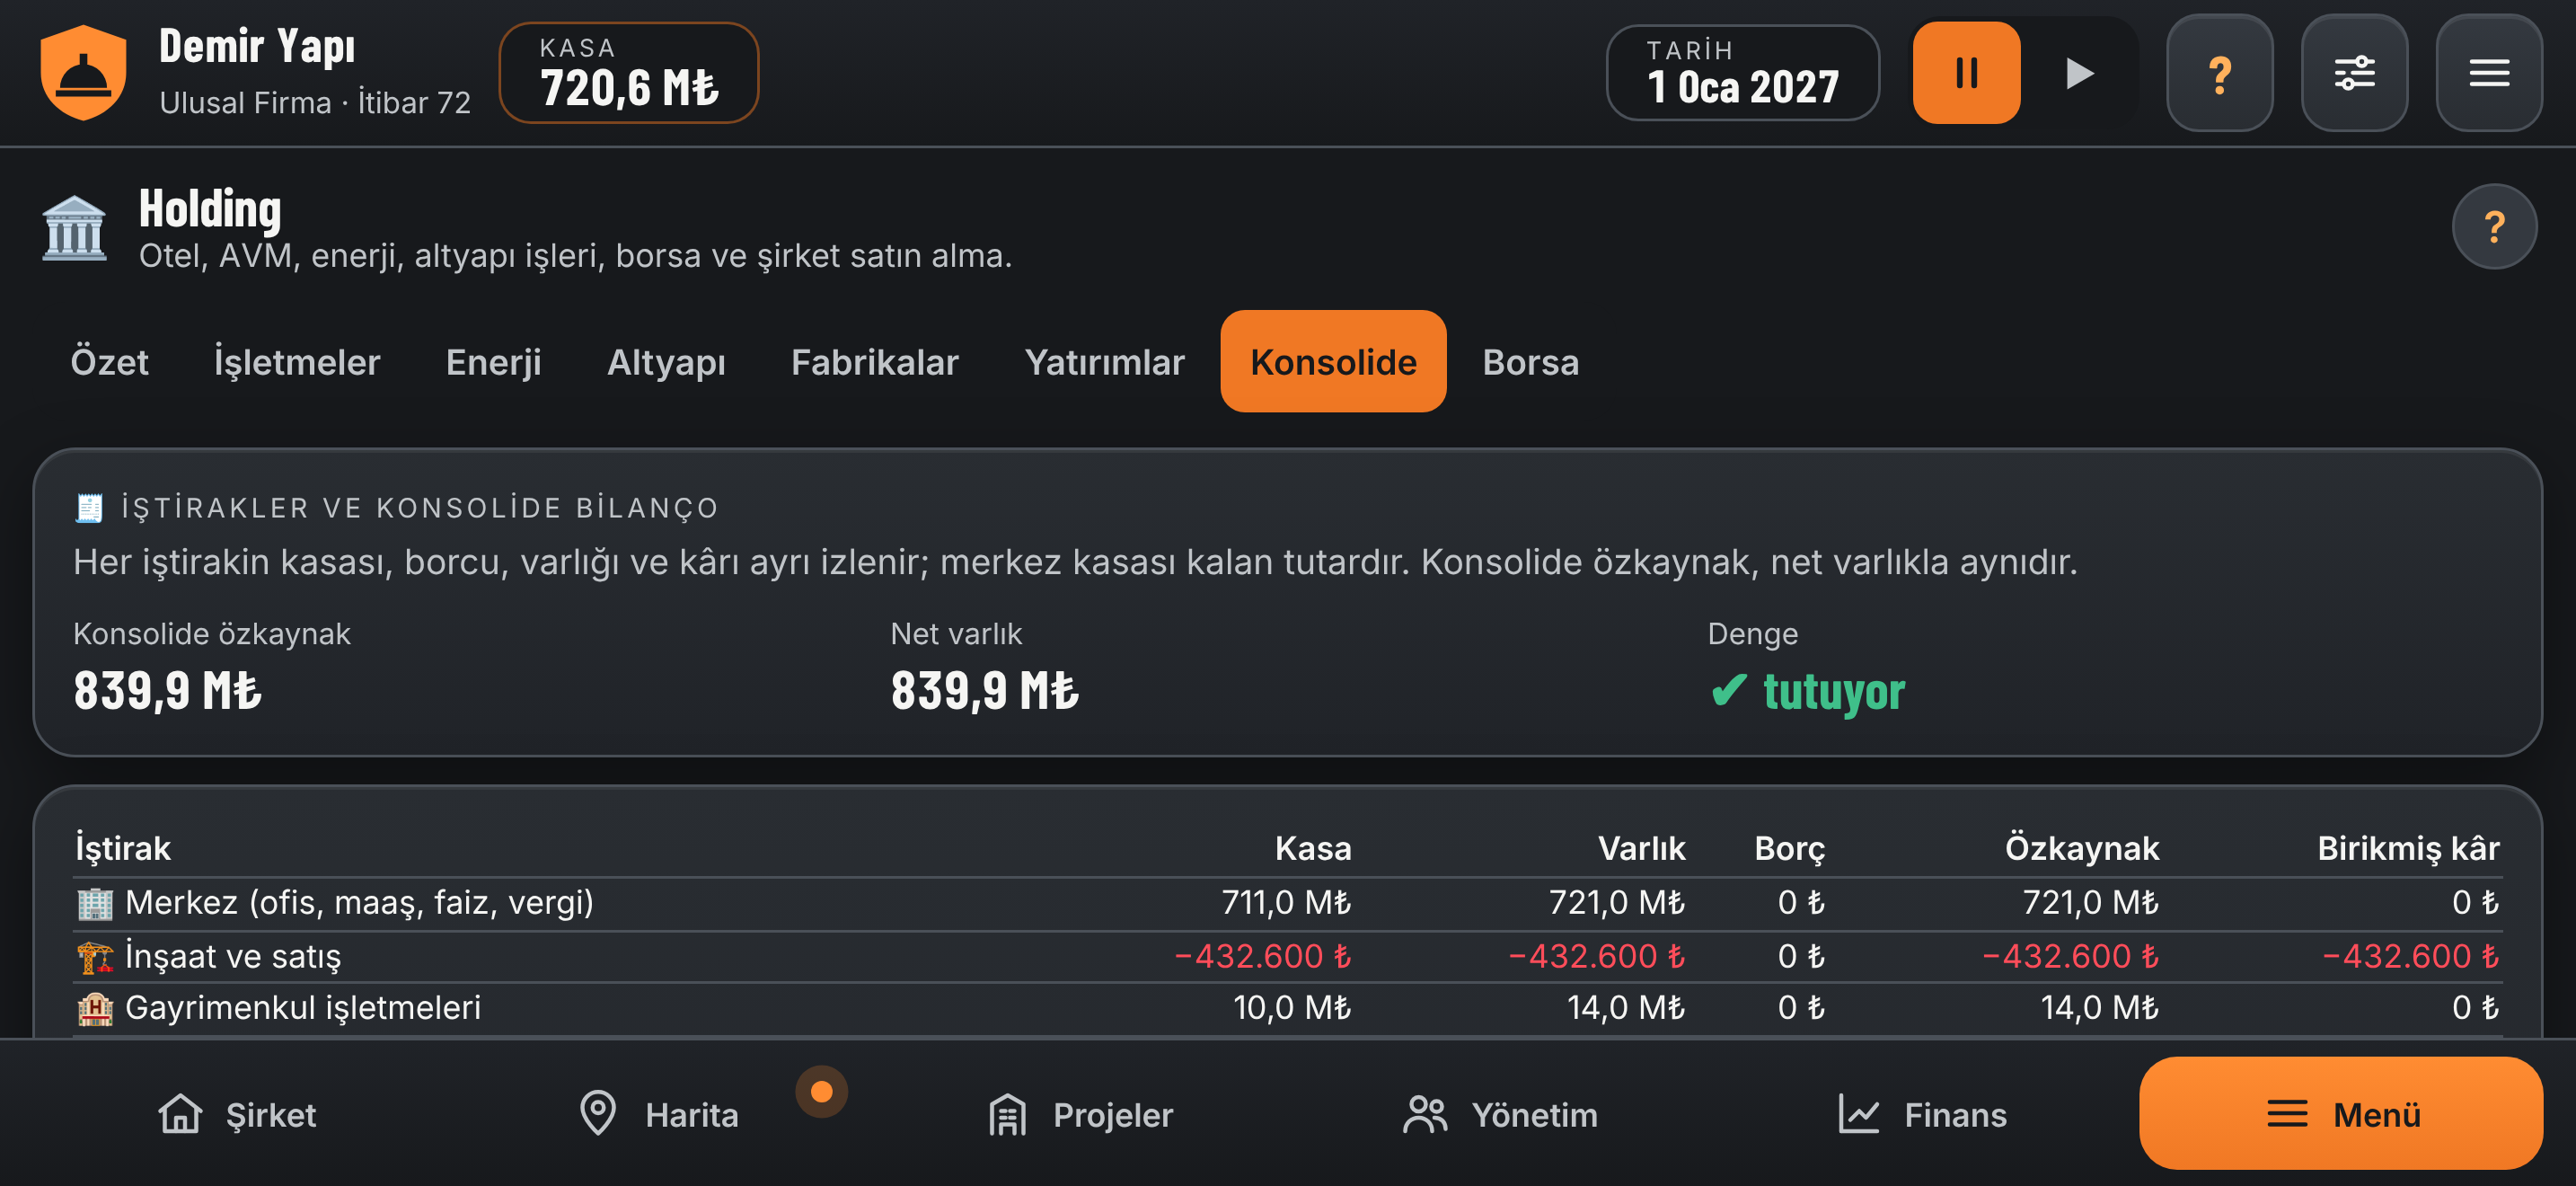 Demir Yapı
Ulusal Firma · İtibar 72
KASA
720,6 M₺
TARİH
1 Oca 2027
?
Holding
Otel, AVM, enerji, altyapı işleri, borsa ve şirket satın alma.
?
Özet İşletmeler Enerji Altyapı Fabrikalar Yatırımlar Konsolide Borsa
İŞTİRAKLER VE KONSOLİDE BİLANÇO
Her iştirakin kasası, borcu, varlığı ve kârı ayrı izlenir; merkez kasası kalan tutardır. Konsolide özkaynak, net varlıkla aynıdır.
Konsolide özkaynak Net varlık Denge
839,9 M₺ 839,9 M₺ ✔ tutuyor
İştirak Kasa Varlık Borç Özkaynak Birikmiş kâr
Merkez (ofis, maaş, faiz, vergi) 711,0 M₺ 721,0 M₺ 0 ₺ 721,0 M₺ 0 ₺
İnşaat ve satış −432.600 ₺ −432.600 ₺ 0 ₺ −432.600 ₺ −432.600 ₺
Gayrimenkul işletmeleri 10,0 M₺ 14,0 M₺ 0 ₺ 14,0 M₺ 0 ₺
Şirket Harita Projeler Yönetim Finans Menü